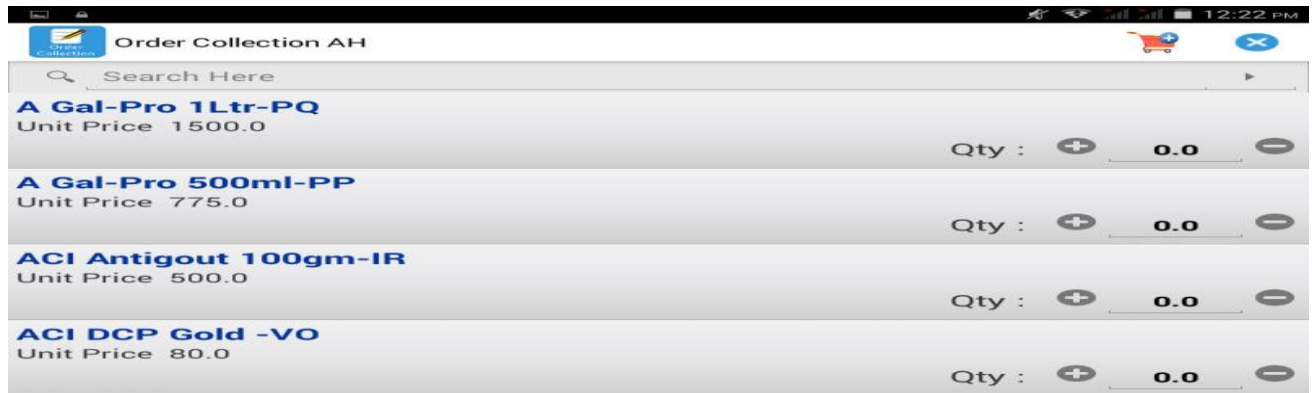 12:22 PM
Order Collection
Order Collection AH
Search Here
A Gal-Pro 1Ltr-PQ
Unit Price 1500.0
Qty : 0.0
A Gal-Pro 500ml-PP
Unit Price 775.0
Qty : 0.0
ACI Antigout 100gm-IR
Unit Price 500.0
Qty : 0.0
ACI DCP Gold -VO
Unit Price 80.0
Qty : 0.0